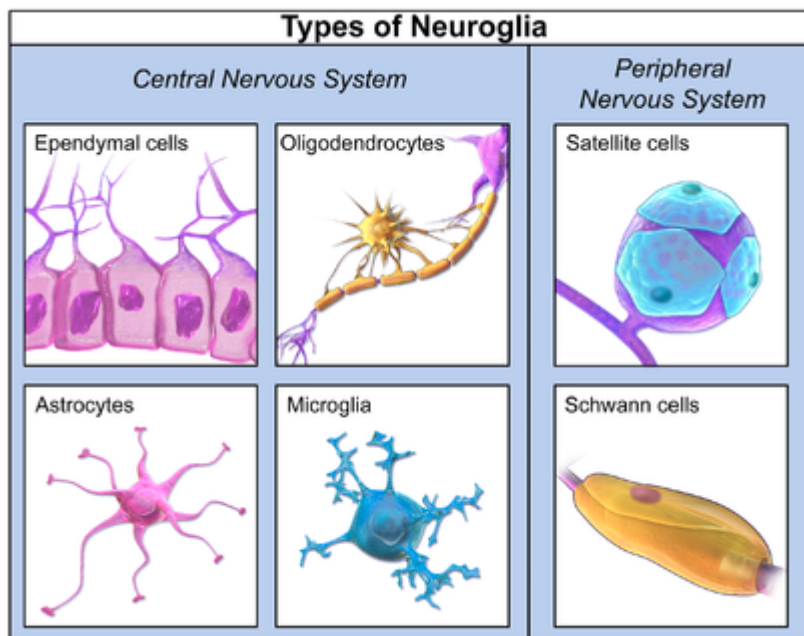 Types of Neuroglia
Central Nervous System
Peripheral
Nervous System
Ependymal cells
Oligodendrocytes
Satellite cells
Astrocytes
Microglia
Schwann cells